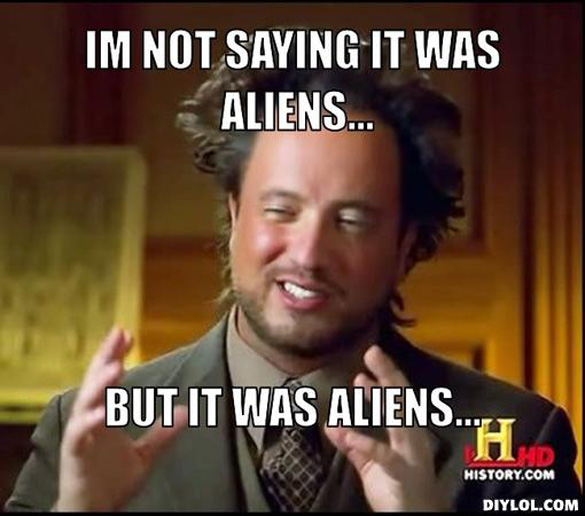 IM NOT SAYING IT WAS
ALIENS...
BUT IT WAS ALIENS...
H HD
HISTORY.COM
DIYLOL.COM